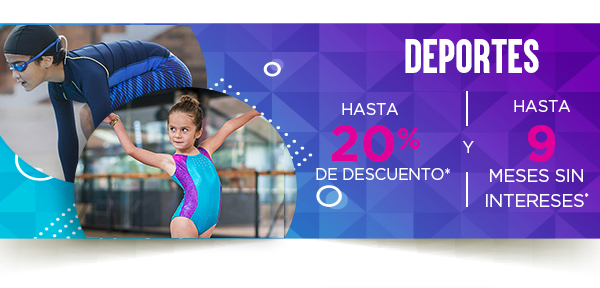 DEPORTES
HASTA
20%
DE DESCUENTO*
Y
HASTA
9
MESES SIN
INTERESES*